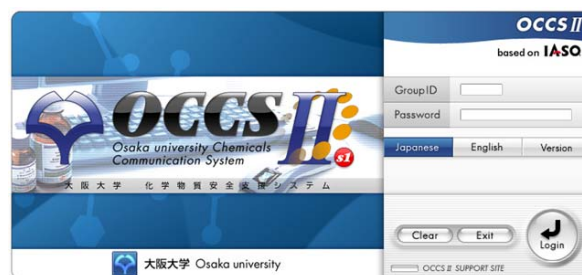 OCCS II
based on IASO
GroupID
Password
Japanese English Version
OCCS II
s1
Osaka university Chemicals
Communication System
大阪大学 化学物質安全支援システム
Clear Exit Login
大阪大学 Osaka university
OCCS II SUPPORT SITE